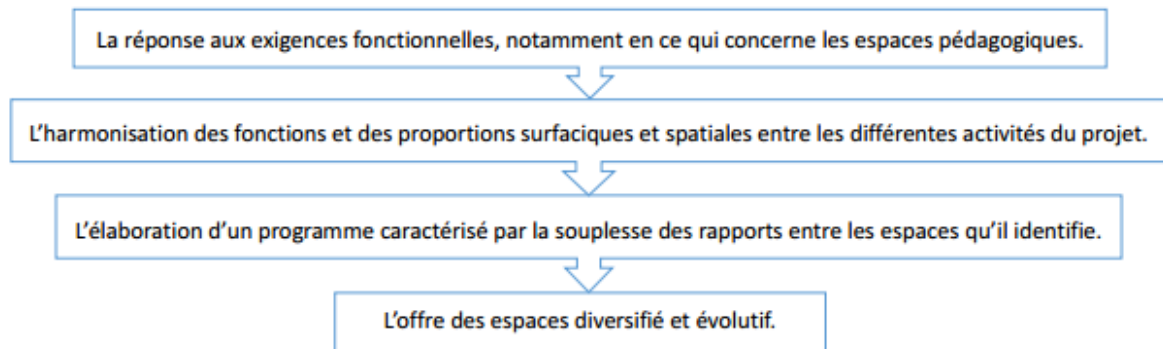 La réponse aux exigences fonctionnelles, notamment en ce qui concerne les espaces pédagogiques.
L’harmonisation des fonctions et des proportions surfaciques et spatiales entre les différentes activités du projet.
L’élaboration d’un programme caractérisé par la souplesse des rapports entre les espaces qu’il identifie.
L’offre des espaces diversifié et évolutif.